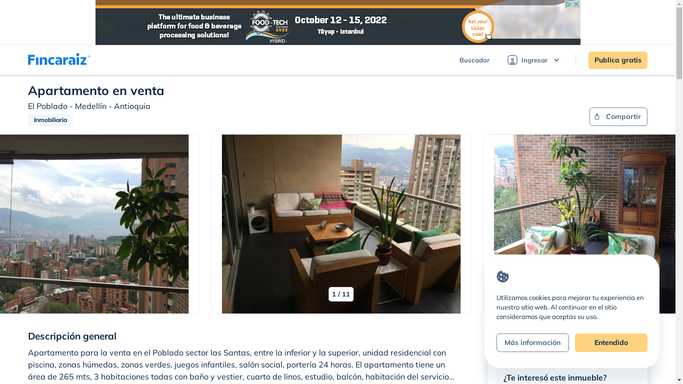 The ultimate business
platform for food & beverage
processing solutions!
FOOD-TECH
HYBRID
October 12 - 15, 2022
Tüyap - Istanbul
Get your
ticket
now!
Fincaraiz
Buscador
Ingresar
Publica gratis
Apartamento en venta
El Poblado - Medellín - Antioquia
Inmobiliaria
Compartir
1 / 11
Utilizamos cookies para mejorar tu experiencia en
nuestro sitio web. Al continuar en el sitio
consideramos que aceptas su uso.
Más información
Entendido
Descripción general
Apartamento para la venta en el Poblado sector las Santas, entre la inferior y la superior, unidad residencial con
piscina, zonas húmedas, zonas verdes, juegos infantiles, salón social, portería 24 horas. El apartamento tiene un
área de 265 mts, 3 habitaciones todas con baño y vestier, cuarto de linos, estudio, balcón, habitación del servicio...
¿Te interesó este inmueble?